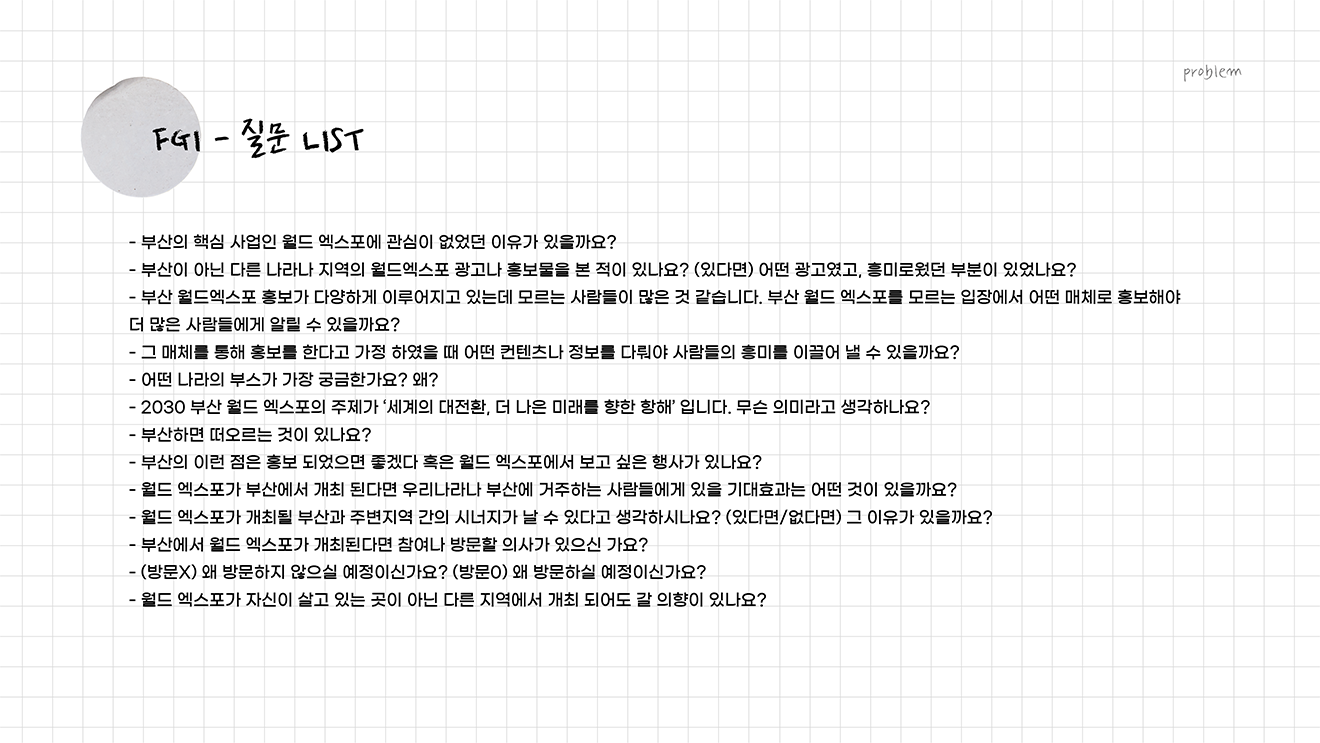 problem
FGI - 질문 LIST
- 부산의 핵심 사업인 월드 엑스포에 관심이 없었던 이유가 있을까요?
- 부산이 아닌 다른 나라나 지역의 월드엑스포 광고나 홍보물을 본 적이 있나요? (있다면) 어떤 광고였고, 흥미로웠던 부분이 있었나요?
- 부산 월드엑스포 홍보가 다양하게 이루어지고 있는데 모르는 사람들이 많은 것 같습니다. 부산 월드 엑스포를 모르는 입장에서 어떤 매체로 홍보해야
더 많은 사람들에게 알릴 수 있을까요?
- 그 매체를 통해 홍보를 한다고 가정 하였을 때 어떤 컨텐츠나 정보를 다뤄야 사람들의 흥미를 이끌어 낼 수 있을까요?
- 어떤 나라의 부스가 가장 궁금한가요? 왜?
- 2030 부산 월드 엑스포의 주제가 ‘세계의 대전환, 더 나은 미래를 향한 항해’ 입니다. 무슨 의미라고 생각하나요?
- 부산하면 떠오르는 것이 있나요?
- 부산의 이런 점은 홍보 되었으면 좋겠다 혹은 월드 엑스포에서 보고 싶은 행사가 있나요?
- 월드 엑스포가 부산에서 개최 된다면 우리나라나 부산에 거주하는 사람들에게 있을 기대효과는 어떤 것이 있을까요?
- 월드 엑스포가 개최될 부산과 주변지역 간의 시너지가 날 수 있다고 생각하시나요? (있다면/없다면) 그 이유가 있을까요?
- 부산에서 월드 엑스포가 개최된다면 참여나 방문할 의사가 있으신 가요?
- (방문X) 왜 방문하지 않으실 예정이신가요? (방문O) 왜 방문하실 예정이신가요?
- 월드 엑스포가 자신이 살고 있는 곳이 아닌 다른 지역에서 개최 되어도 갈 의향이 있나요?